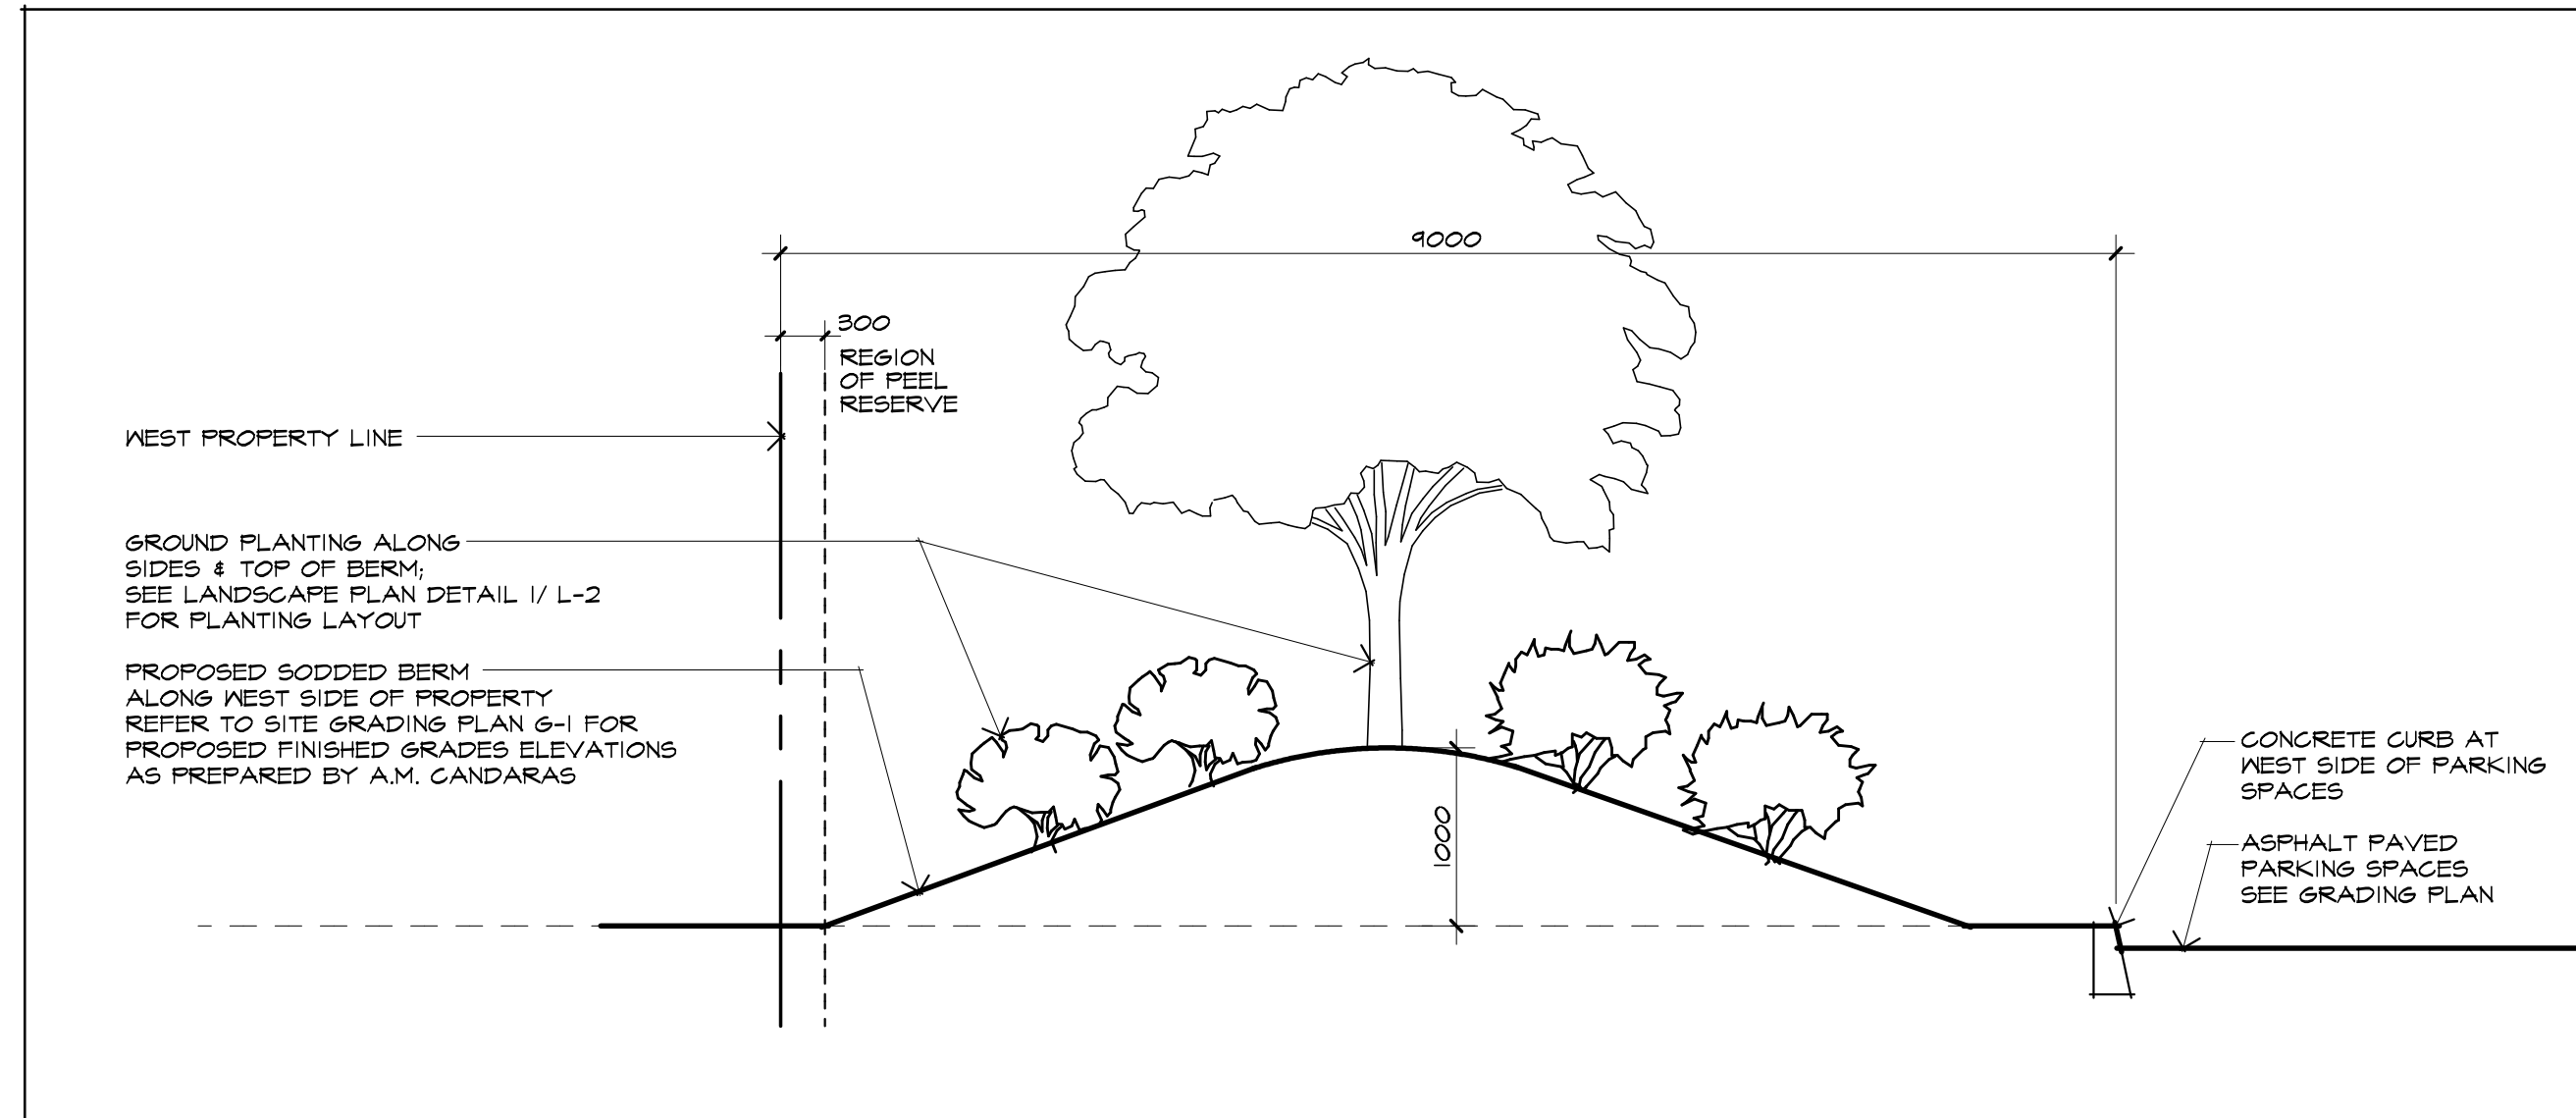 9000
300
REGION
OF PEEL
RESERVE
WEST PROPERTY LINE
GROUND PLANTING ALONG
SIDES & TOP OF BERM;
SEE LANDSCAPE PLAN DETAIL 1/ L-2
FOR PLANTING LAYOUT
PROPOSED SODDED BERM
ALONG WEST SIDE OF PROPERTY
REFER TO SITE GRADING PLAN G-1 FOR
PROPOSED FINISHED GRADES ELEVATIONS
AS PREPARED BY A.M. CANDARAS
1000
CONCRETE CURB AT
WEST SIDE OF PARKING
SPACES
ASPHALT PAVED
PARKING SPACES
SEE GRADING PLAN